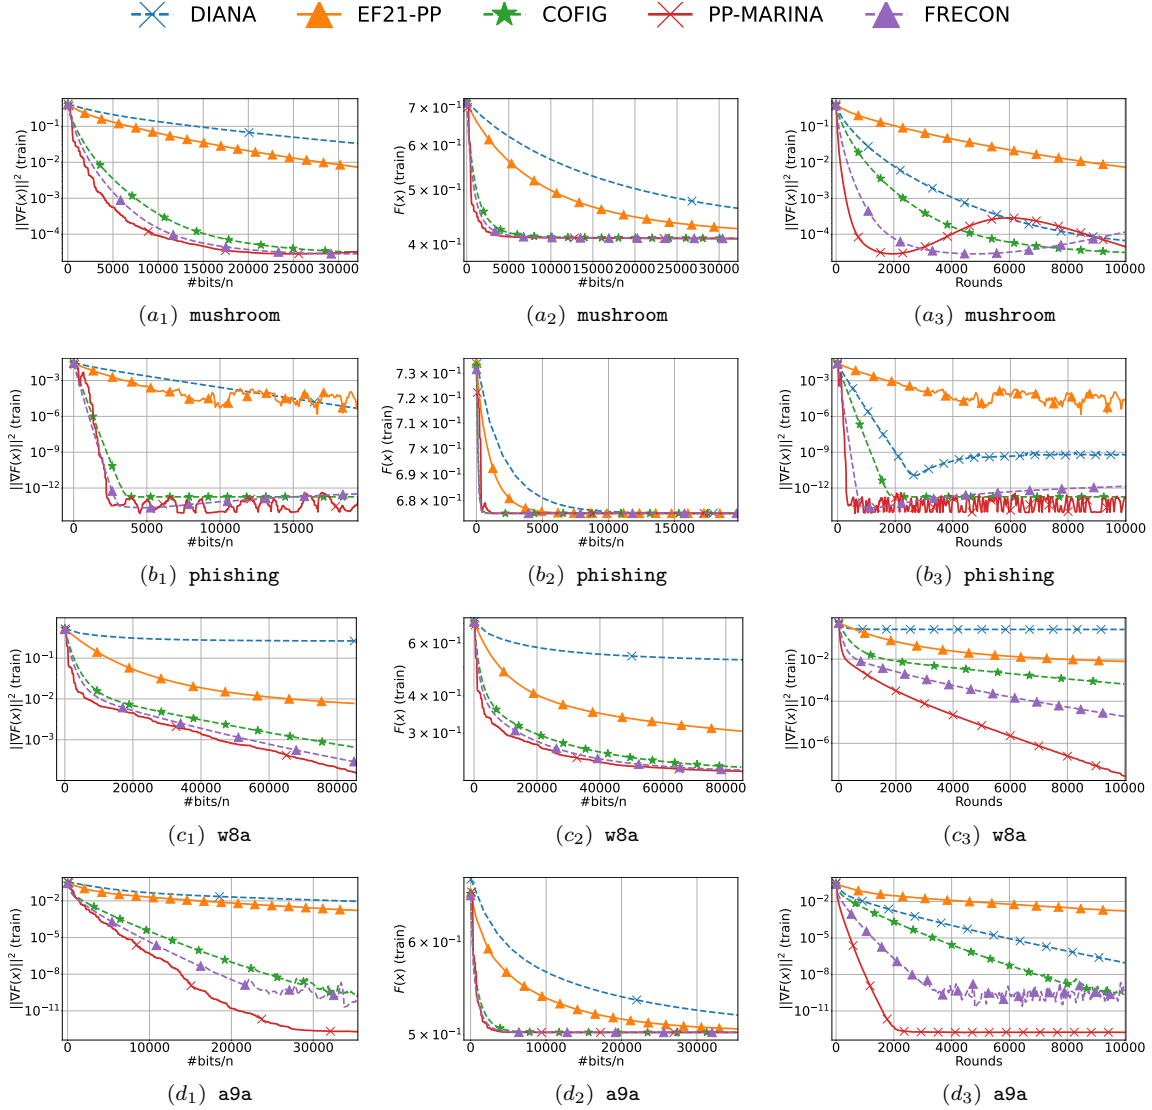 DIANA EF21-PP COFIG PP-MARINA FRECON
||∇F(x)||² (train)
10⁻¹
10⁻²
10⁻³
10⁻⁴
0 5000 10000 15000 20000 25000 30000
#bits/n
(a₁) mushroom
F(x) (train)
7 × 10⁻¹
6 × 10⁻¹
5 × 10⁻¹
4 × 10⁻¹
0 5000 10000 15000 20000 25000 30000
#bits/n
(a₂) mushroom
||∇F(x)||² (train)
10⁻¹
10⁻²
10⁻³
10⁻⁴
0 2000 4000 6000 8000 10000
Rounds
(a₃) mushroom
||∇F(x)||² (train)
10⁻³
10⁻⁶
10⁻⁹
10⁻¹²
0 5000 10000 15000
#bits/n
(b₁) phishing
F(x) (train)
7.3 × 10⁻¹
7.2 × 10⁻¹
7.1 × 10⁻¹
7 × 10⁻¹
6.9 × 10⁻¹
6.8 × 10⁻¹
0 5000 10000 15000
#bits/n
(b₂) phishing
||∇F(x)||² (train)
10⁻³
10⁻⁶
10⁻⁹
10⁻¹²
0 2000 4000 6000 8000 10000
Rounds
(b₃) phishing
||∇F(x)||² (train)
10⁻¹
10⁻²
10⁻³
0 20000 40000 60000 80000
#bits/n
(c₁) w8a
F(x) (train)
6 × 10⁻¹
4 × 10⁻¹
3 × 10⁻¹
0 20000 40000 60000 80000
#bits/n
(c₂) w8a
||∇F(x)||² (train)
10⁻²
10⁻⁴
10⁻⁶
0 2000 4000 6000 8000 10000
Rounds
(c₃) w8a
||∇F(x)||² (train)
10⁻²
10⁻⁵
10⁻⁸
10⁻¹¹
0 10000 20000 30000
#bits/n
(d₁) a9a
F(x) (train)
6 × 10⁻¹
5 × 10⁻¹
0 10000 20000 30000
#bits/n
(d₂) a9a
||∇F(x)||² (train)
10⁻²
10⁻⁵
10⁻⁸
10⁻¹¹
0 2000 4000 6000 8000 10000
Rounds
(d₃) a9a